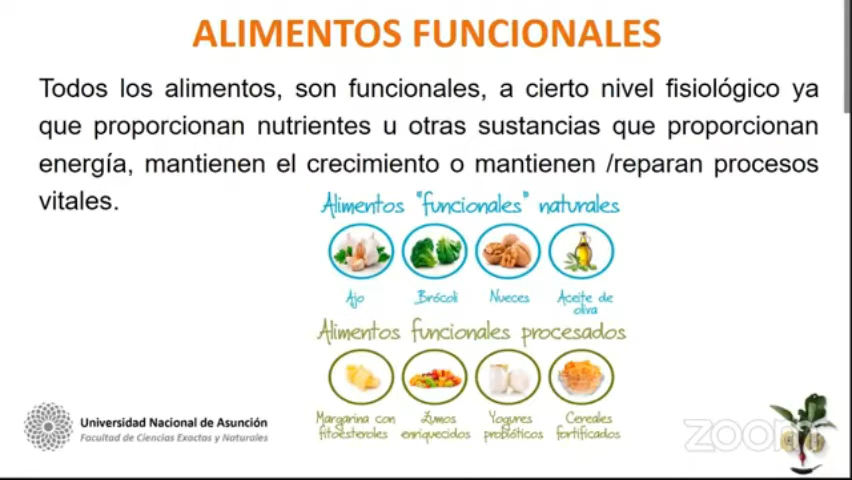 ALIMENTOS FUNCIONALES
Todos los alimentos, son funcionales, a cierto nivel fisiológico ya
que proporcionan nutrientes u otras sustancias que proporcionan
energía, mantienen el crecimiento o mantienen /reparan procesos
vitales.
Alimentos "funcionales" naturales
Ajo
Brócoli
Nueces
Aceite de
oliva
Alimentos funcionales procesados
Margarina con
fitoesteroles
Zumos
enriquecidos
Yogures
probióticos
Cereales
fortificados
Universidad Nacional de Asunción
Facultad de Ciencias Exactas y Naturales
zoom